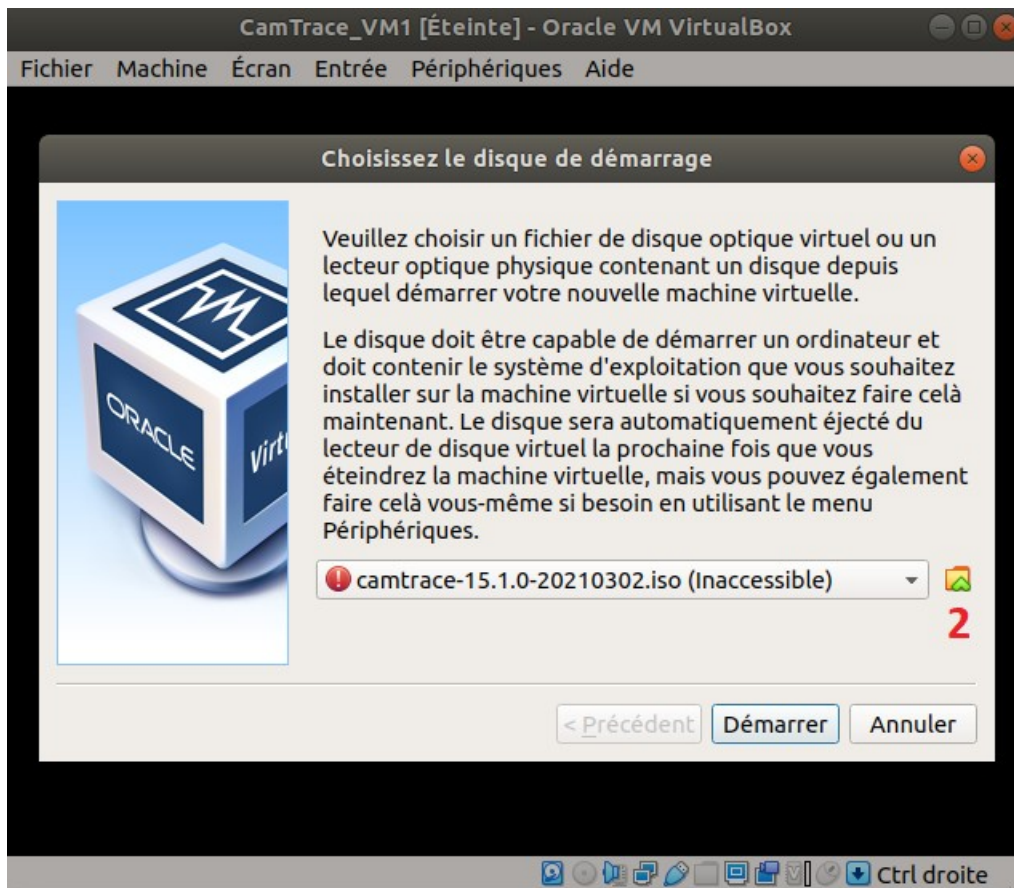 CamTrace_VM1 [Éteinte] - Oracle VM VirtualBox
Fichier Machine Écran Entrée Périphériques Aide
Choisissez le disque de démarrage
Veuillez choisir un fichier de disque optique virtuel ou un
lecteur optique physique contenant un disque depuis
lequel démarrer votre nouvelle machine virtuelle.
Le disque doit être capable de démarrer un ordinateur et
doit contenir le système d'exploitation que vous souhaitez
installer sur la machine virtuelle si vous souhaitez faire celà
maintenant. Le disque sera automatiquement éjecté du
lecteur de disque virtuel la prochaine fois que vous
éteindrez la machine virtuelle, mais vous pouvez également
faire celà vous-même si besoin en utilisant le menu
Périphériques.
ORACLE
Virtu
camtrace-15.1.0-20210302.iso (Inaccessible)
2
< Précédent Démarrer Annuler
Ctrl droite